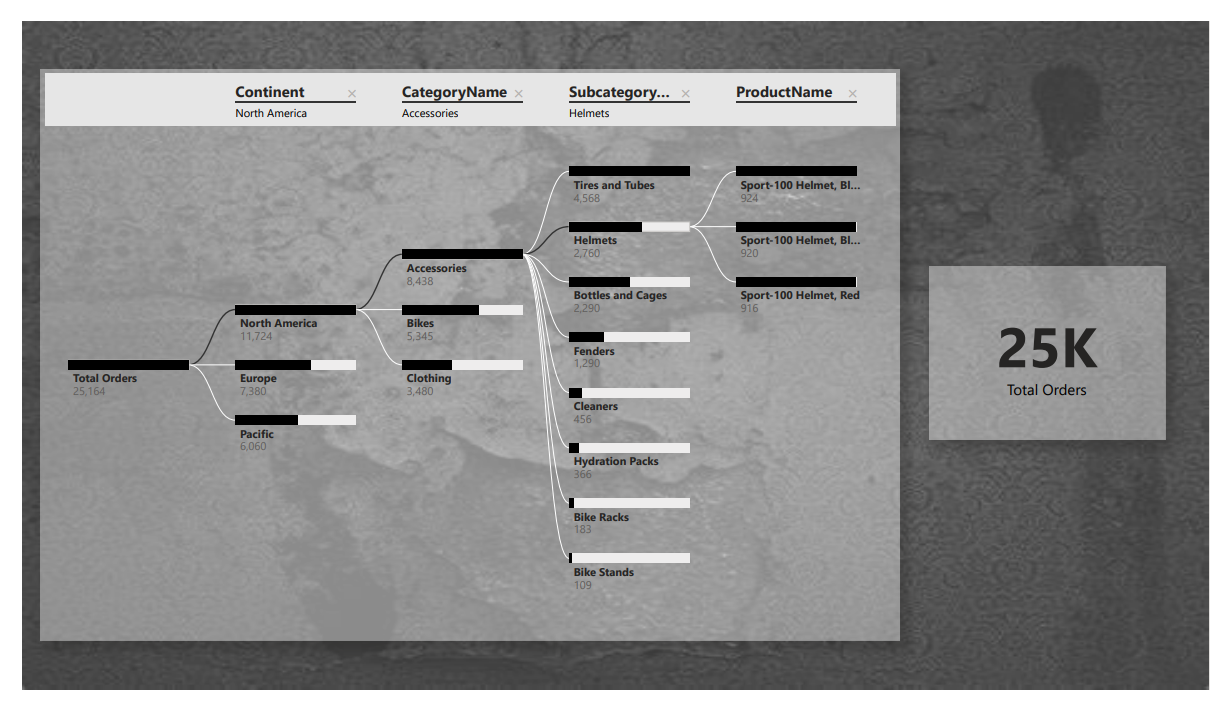 Continent × CategoryName × Subcategory... × ProductName ×
North America Accessories Helmets
Tires and Tubes
4,568
Sport-100 Helmet, Bl...
924
Helmets
2,760
Sport-100 Helmet, Bl...
920
Accessories
8,438
Bottles and Cages
2,290
Sport-100 Helmet, Red
916
North America
11,724
Bikes
5,345
Fenders
1,290
Total Orders
25,164
Europe
7,380
Clothing
3,480
Cleaners
456
Pacific
6,060
Hydration Packs
366
Bike Racks
183
Bike Stands
109
25K
Total Orders